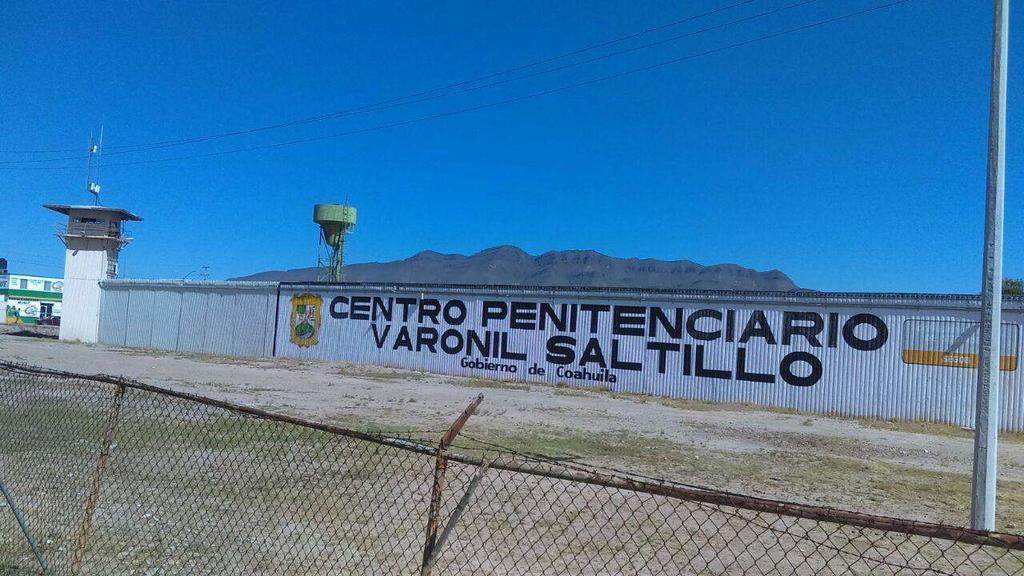 CENTRO PENITENCIARIO
VARONIL SALTILLO
Gobierno de Coahuila